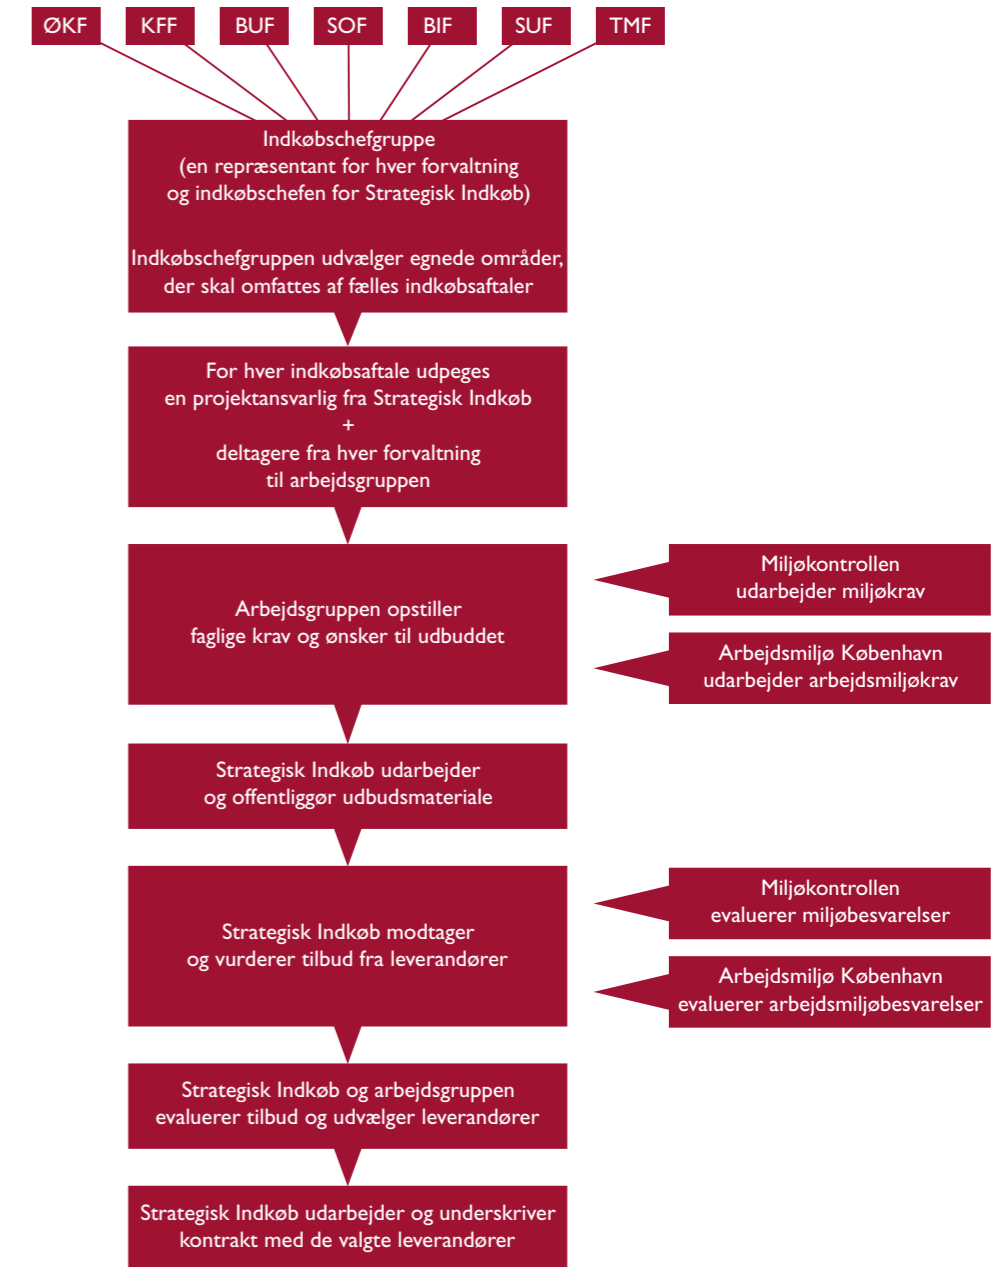 ØKF
KFF
BUF
SOF
BIF
SUF
TMF
Indkøbschefgruppe
(en repræsentant for hver forvaltning
og indkøbschefen for Strategisk Indkøb)
Indkøbschefgruppen udvælger egnede områder,
der skal omfattes af fælles indkøbsaftaler
For hver indkøbsaftale udpeges
en projektansvarlig fra Strategisk Indkøb
+
deltagere fra hver forvaltning
til arbejdsgruppen
Arbejdsgruppen opstiller
faglige krav og ønsker til udbuddet
Miljøkontrollen
udarbejder miljøkrav
Arbejdsmiljø København
udarbejder arbejdsmiljøkrav
Strategisk Indkøb udarbejder
og offentliggør udbudsmateriale
Strategisk Indkøb modtager
og vurderer tilbud fra leverandører
Miljøkontrollen
evaluerer miljøbesvarelser
Arbejdsmiljø København
evaluerer arbejdsmiljøbesvarelser
Strategisk Indkøb og arbejdsgruppen
evaluerer tilbud og udvælger leverandører
Strategisk Indkøb udarbejder og underskriver
kontrakt med de valgte leverandører